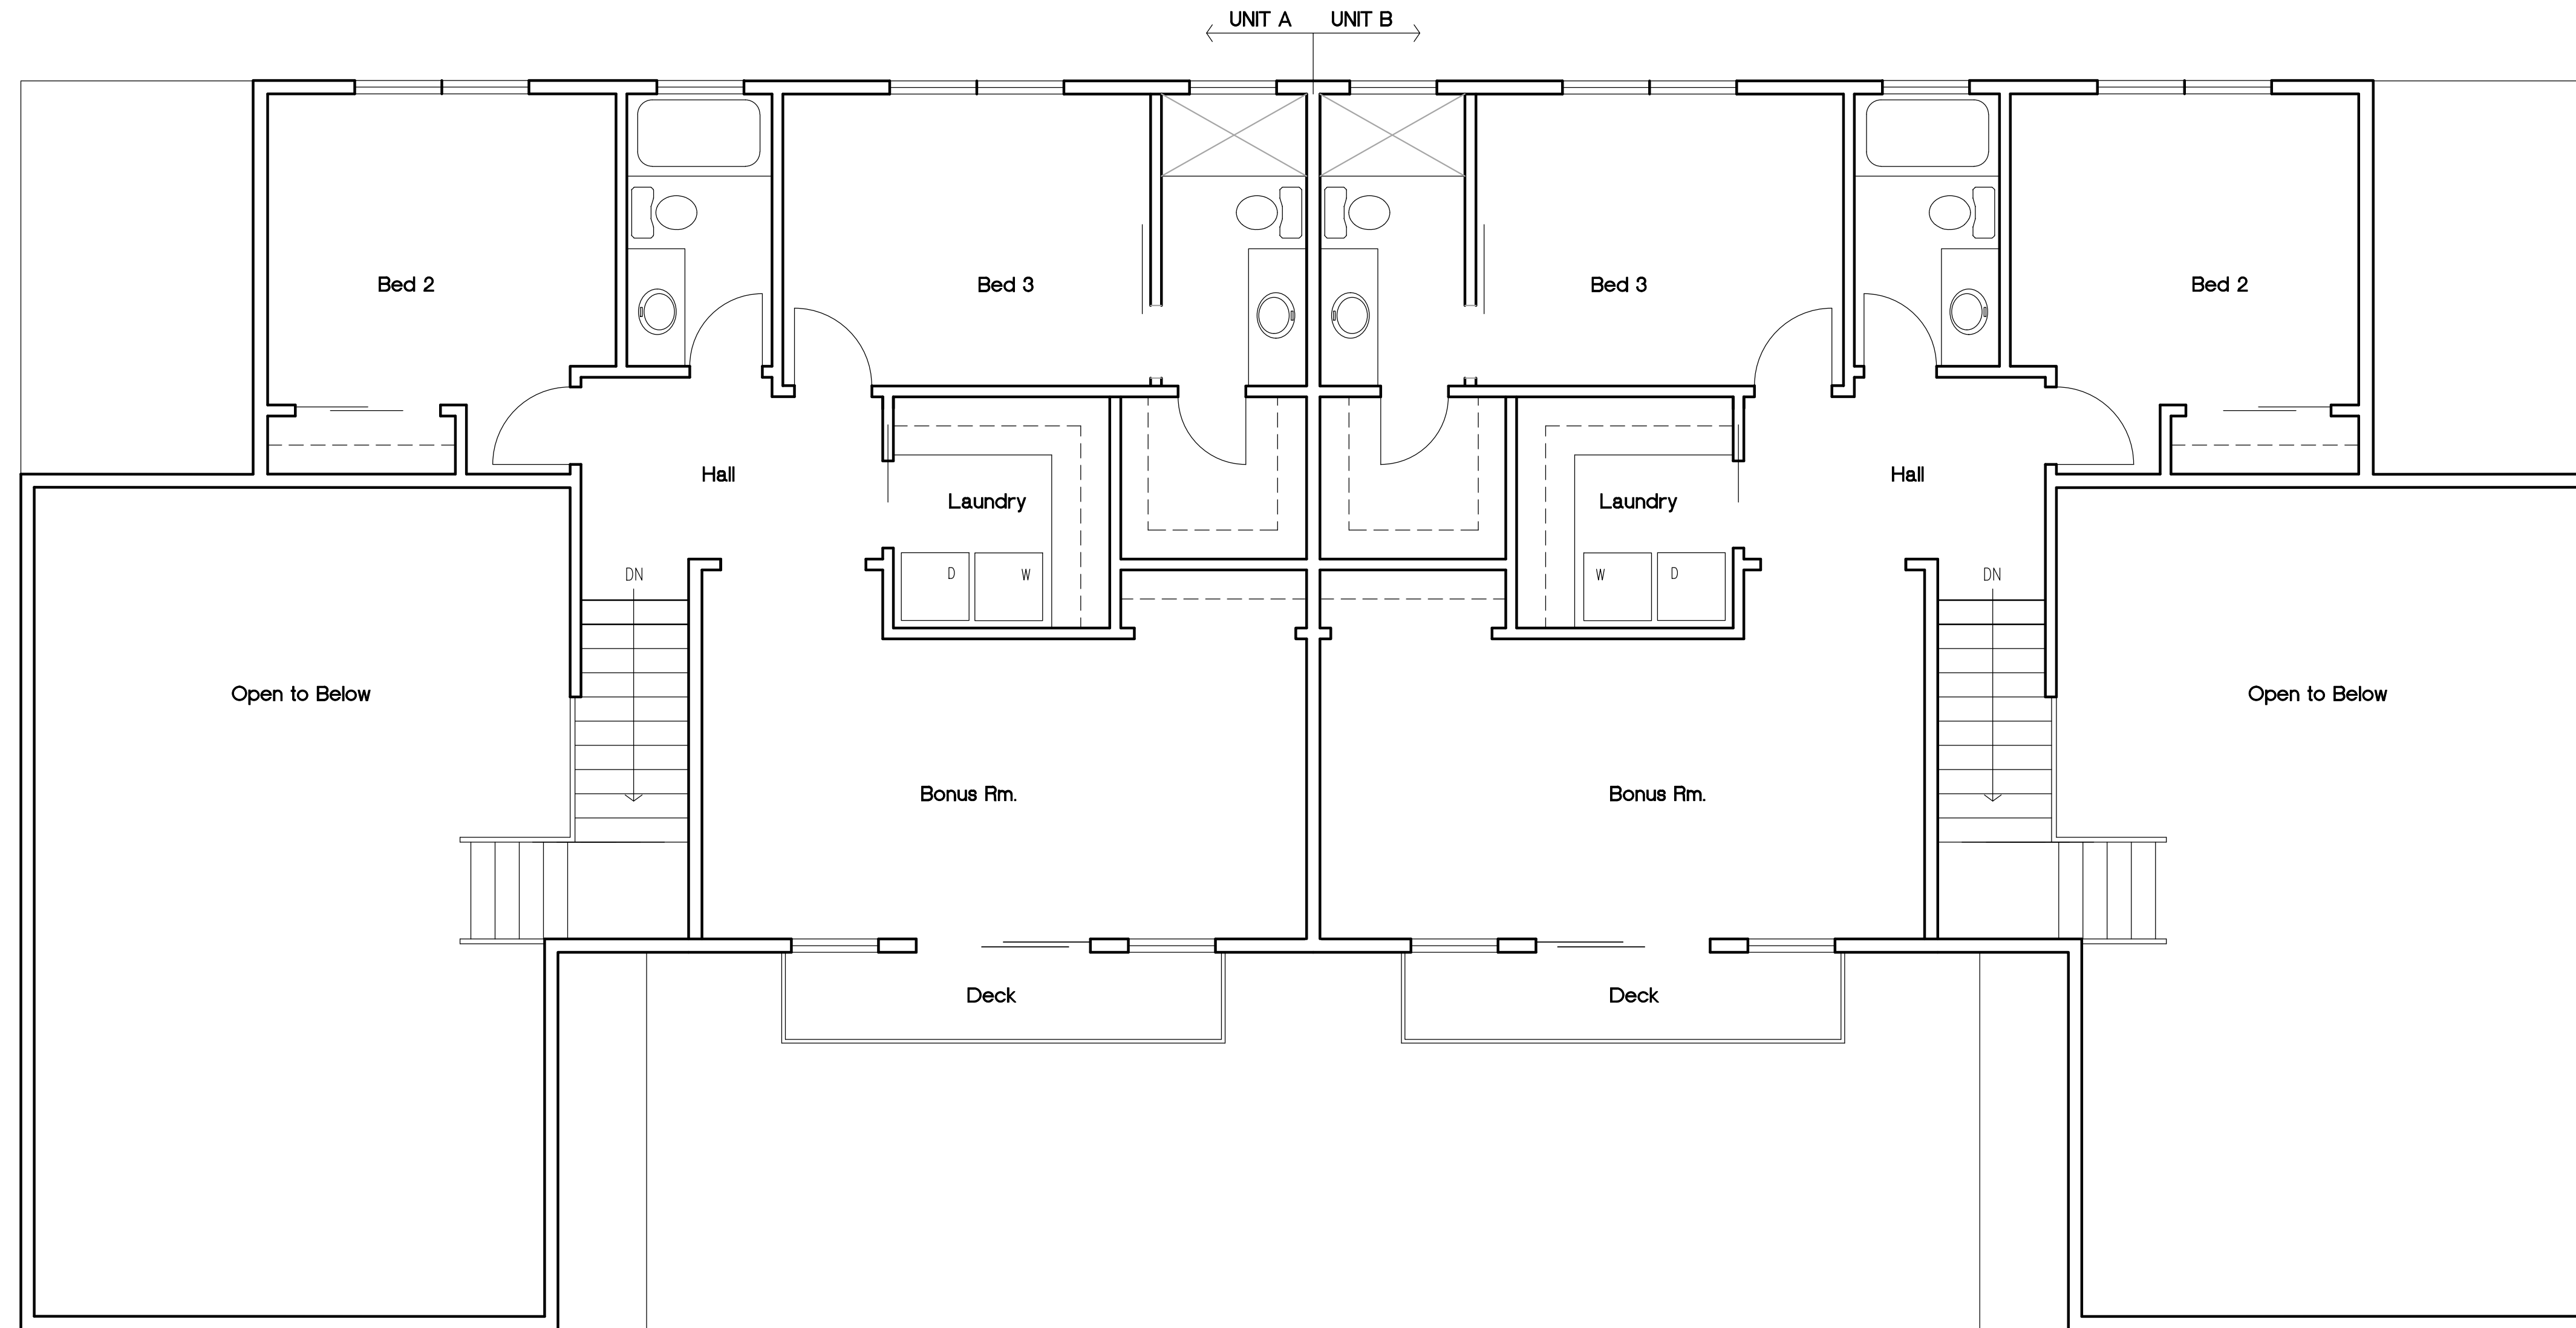 UNIT A UNIT B
Bed 2
Bed 3
Bed 3
Bed 2
Hall
Laundry
Laundry
Hall
DN
D
W
W
D
DN
Open to Below
Open to Below
Bonus Rm.
Bonus Rm.
Deck
Deck